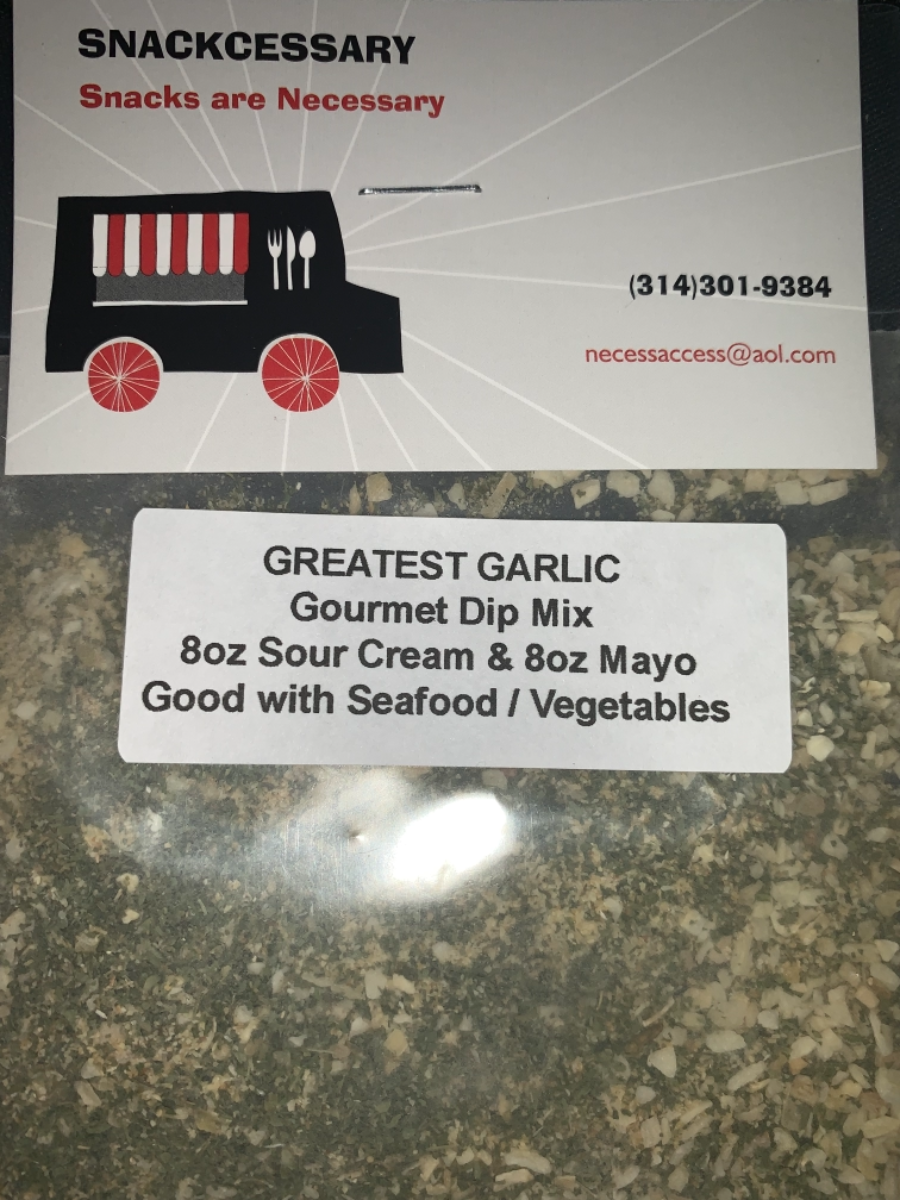 SNACKCESSARY
Snacks are Necessary
(314)301-9384
necessaccess@aol.com
GREATEST GARLIC
Gourmet Dip Mix
8oz Sour Cream & 8oz Mayo
Good with Seafood / Vegetables